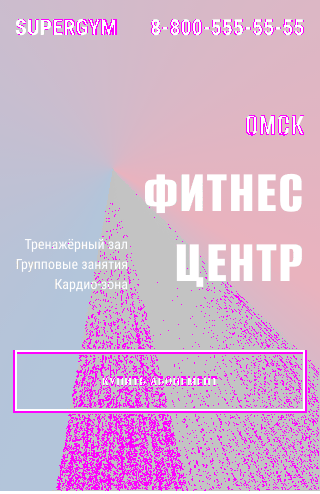 SUPERGYM 8-800-555-55-55
ОМСК
ФИТНЕС
ЦЕНТР
Тренажёрный зал
Групповые занятия
Кардио зона